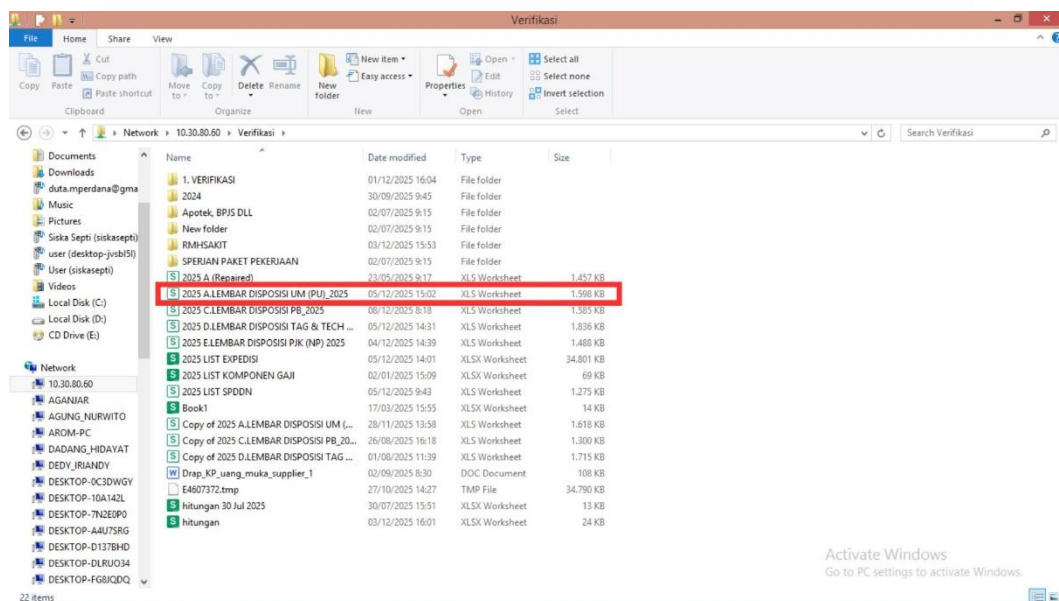 Verifikasi
File Home Share View
Copy
Paste
Cut
Copy path
Paste shortcut
Clipboard
Move to
Copy to
Delete
Rename
Organize
New folder
New item
Easy access
New
Properties
Open
Edit
History
Open
Select all
Select none
Invert selection
Select
Network 10.30.80.60 Verifikasi
Search Verifikasi
Documents
Downloads
duta.mperdana@gma
Music
Pictures
Siska Septi (siskasepti)
user (desktop-jvsbl5l)
User (siskasepti)
Videos
Local Disk (C:)
Local Disk (D:)
CD Drive (E:)
Network
10.30.80.60
AGANJAR
AGUNG_NURWITO
AROM-PC
DADANG_HIDAYAT
DEDY_IRIANDY
DESKTOP-0C3DWGY
DESKTOP-10A142L
DESKTOP-7N2E0P0
DESKTOP-A4U7SRG
DESKTOP-D137BHD
DESKTOP-DLRUO34
DESKTOP-FG8JQDQ
Name Date modified Type Size
1. VERIFIKASI 01/12/2025 16:04 File folder
2024 30/09/2025 9:45 File folder
Apotek, BPJS DLL 02/07/2025 9:15 File folder
New folder 02/07/2025 9:15 File folder
RMHSAKIT 03/12/2025 15:53 File folder
SPERJAN PAKET PEKERJAAN 02/07/2025 9:15 File folder
2025 A (Repaired) 23/05/2025 9:17 XLS Worksheet 1.457 KB
2025 A.LEMBAR DISPOSISI UM (PU)_2025 05/12/2025 15:02 XLS Worksheet 1.598 KB
2025 C.LEMBAR DISPOSISI PB_2025 08/12/2025 8:18 XLS Worksheet 1.585 KB
2025 D.LEMBAR DISPOSISI TAG & TECH ... 05/12/2025 14:31 XLS Worksheet 1.836 KB
2025 E.LEMBAR DISPOSISI PJK (NP) 2025 04/12/2025 14:39 XLS Worksheet 1.488 KB
2025 LIST EXPEDISI 05/12/2025 14:01 XLSX Worksheet 34.801 KB
2025 LIST KOMPONEN GAJI 02/01/2025 15:09 XLSX Worksheet 69 KB
2025 LIST SPDDN 05/12/2025 9:43 XLS Worksheet 1.275 KB
Book1 17/03/2025 15:55 XLSX Worksheet 14 KB
Copy of 2025 A.LEMBAR DISPOSISI UM (... 28/11/2025 13:58 XLS Worksheet 1.618 KB
Copy of 2025 C.LEMBAR DISPOSISI PB_20... 26/08/2025 16:18 XLS Worksheet 1.300 KB
Copy of 2025 D.LEMBAR DISPOSISI TAG ... 01/08/2025 11:39 XLS Worksheet 1.715 KB
Drap_KP_uang_muka_supplier_1 02/09/2025 8:30 DOC Document 108 KB
E4607372.tmp 27/10/2025 14:27 TMP File 34.790 KB
hitungan 30 Jul 2025 30/07/2025 15:51 XLSX Worksheet 13 KB
hitungan 03/12/2025 16:01 XLSX Worksheet 24 KB
Activate Windows
Go to PC settings to activate Windows.
22 items